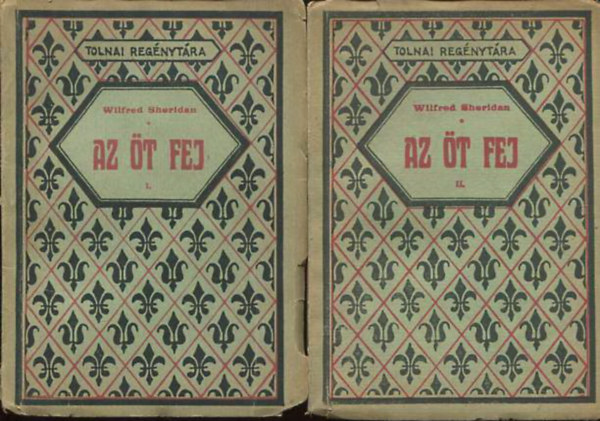 TOLNAI REGÉNYTÁRA
Wilfred Sheridan
AZ ÖT FEJ
I.
TOLNAI REGÉNYTÁRA
Wilfred Sheridan
AZ ÖT FEJ
II.